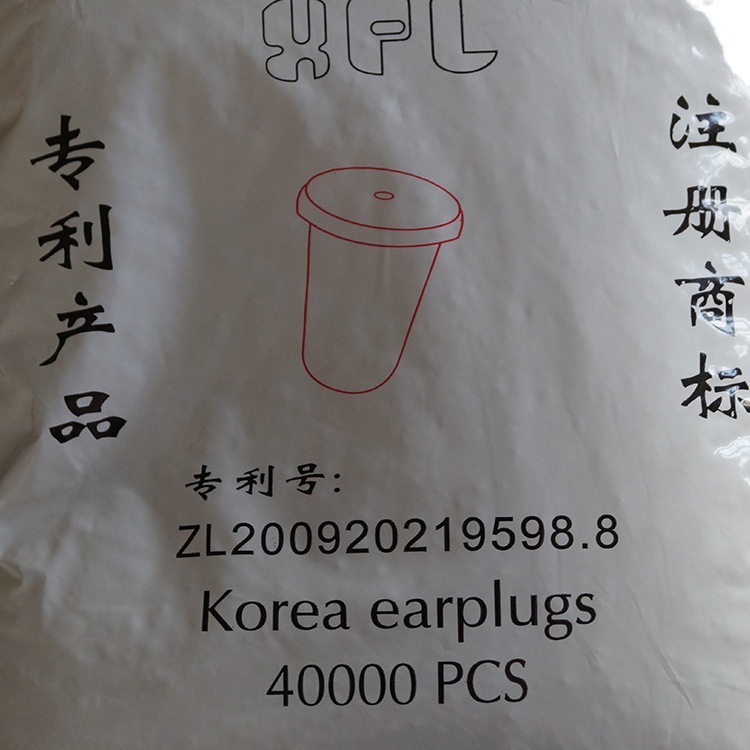 XPL
专利产品
注册商标
专利号:
ZL200920219598.8
Korea earplugs
40000 PCS